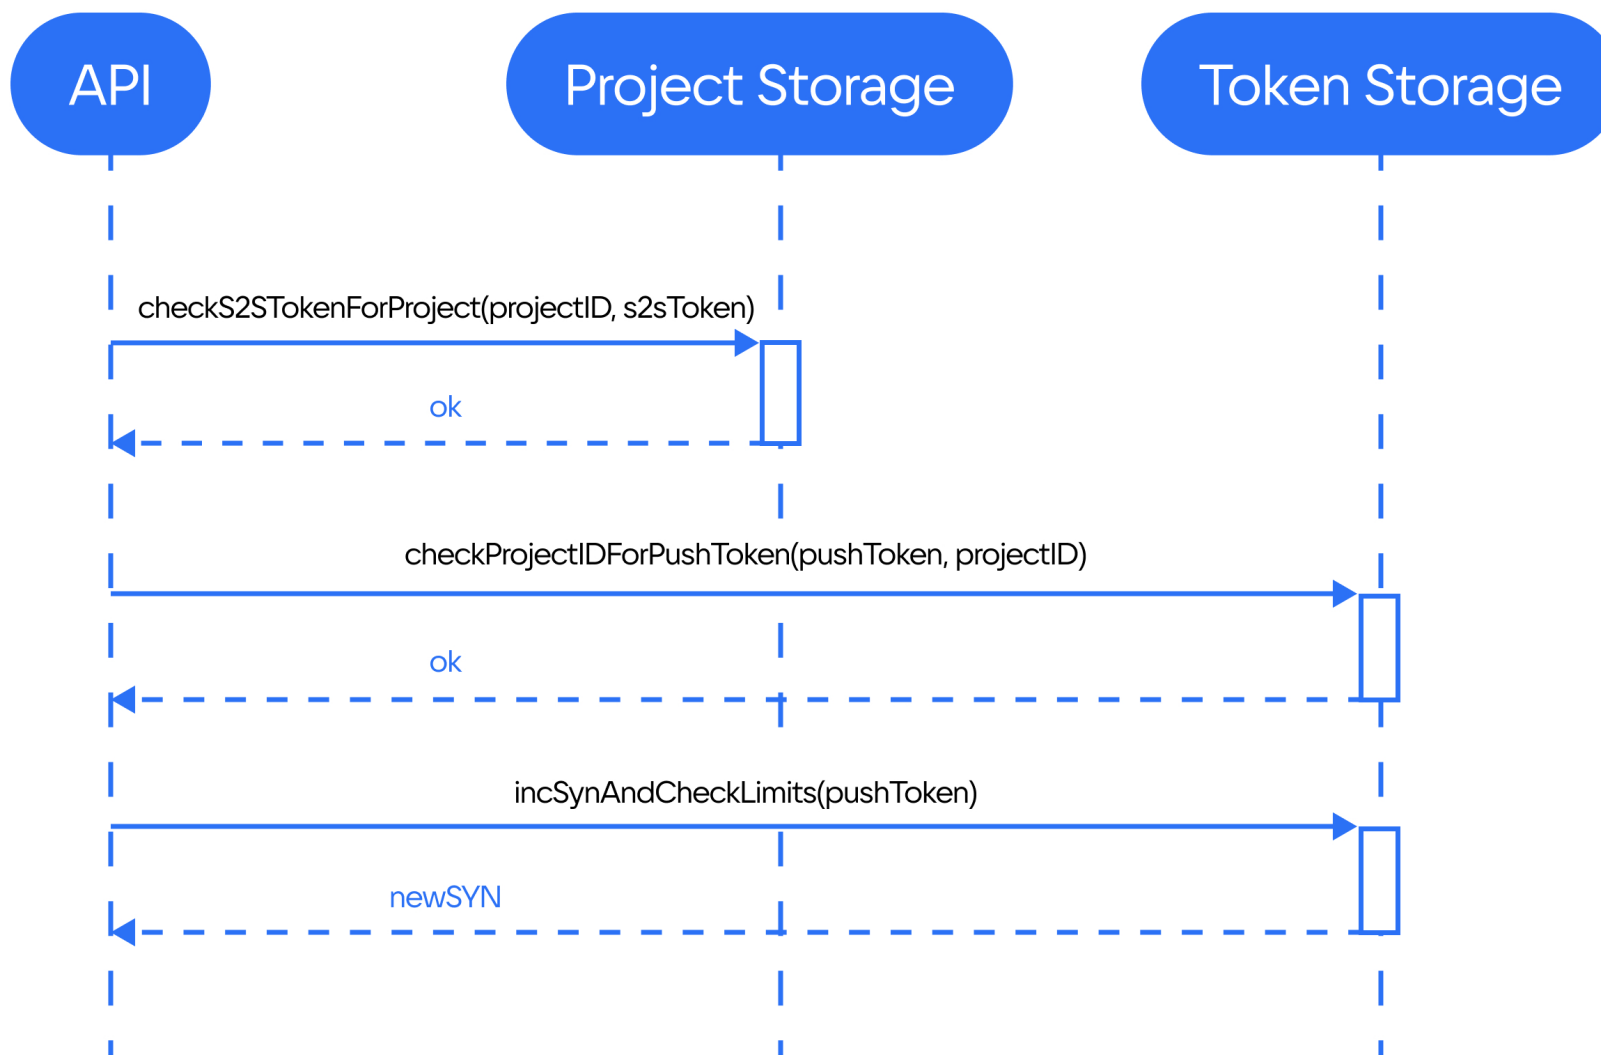 API
Project Storage
Token Storage
checkS2STokenForProject(projectID, s2sToken)
ok
checkProjectIDForPushToken(pushToken, projectID)
ok
incSynAndCheckLimits(pushToken)
newSYN